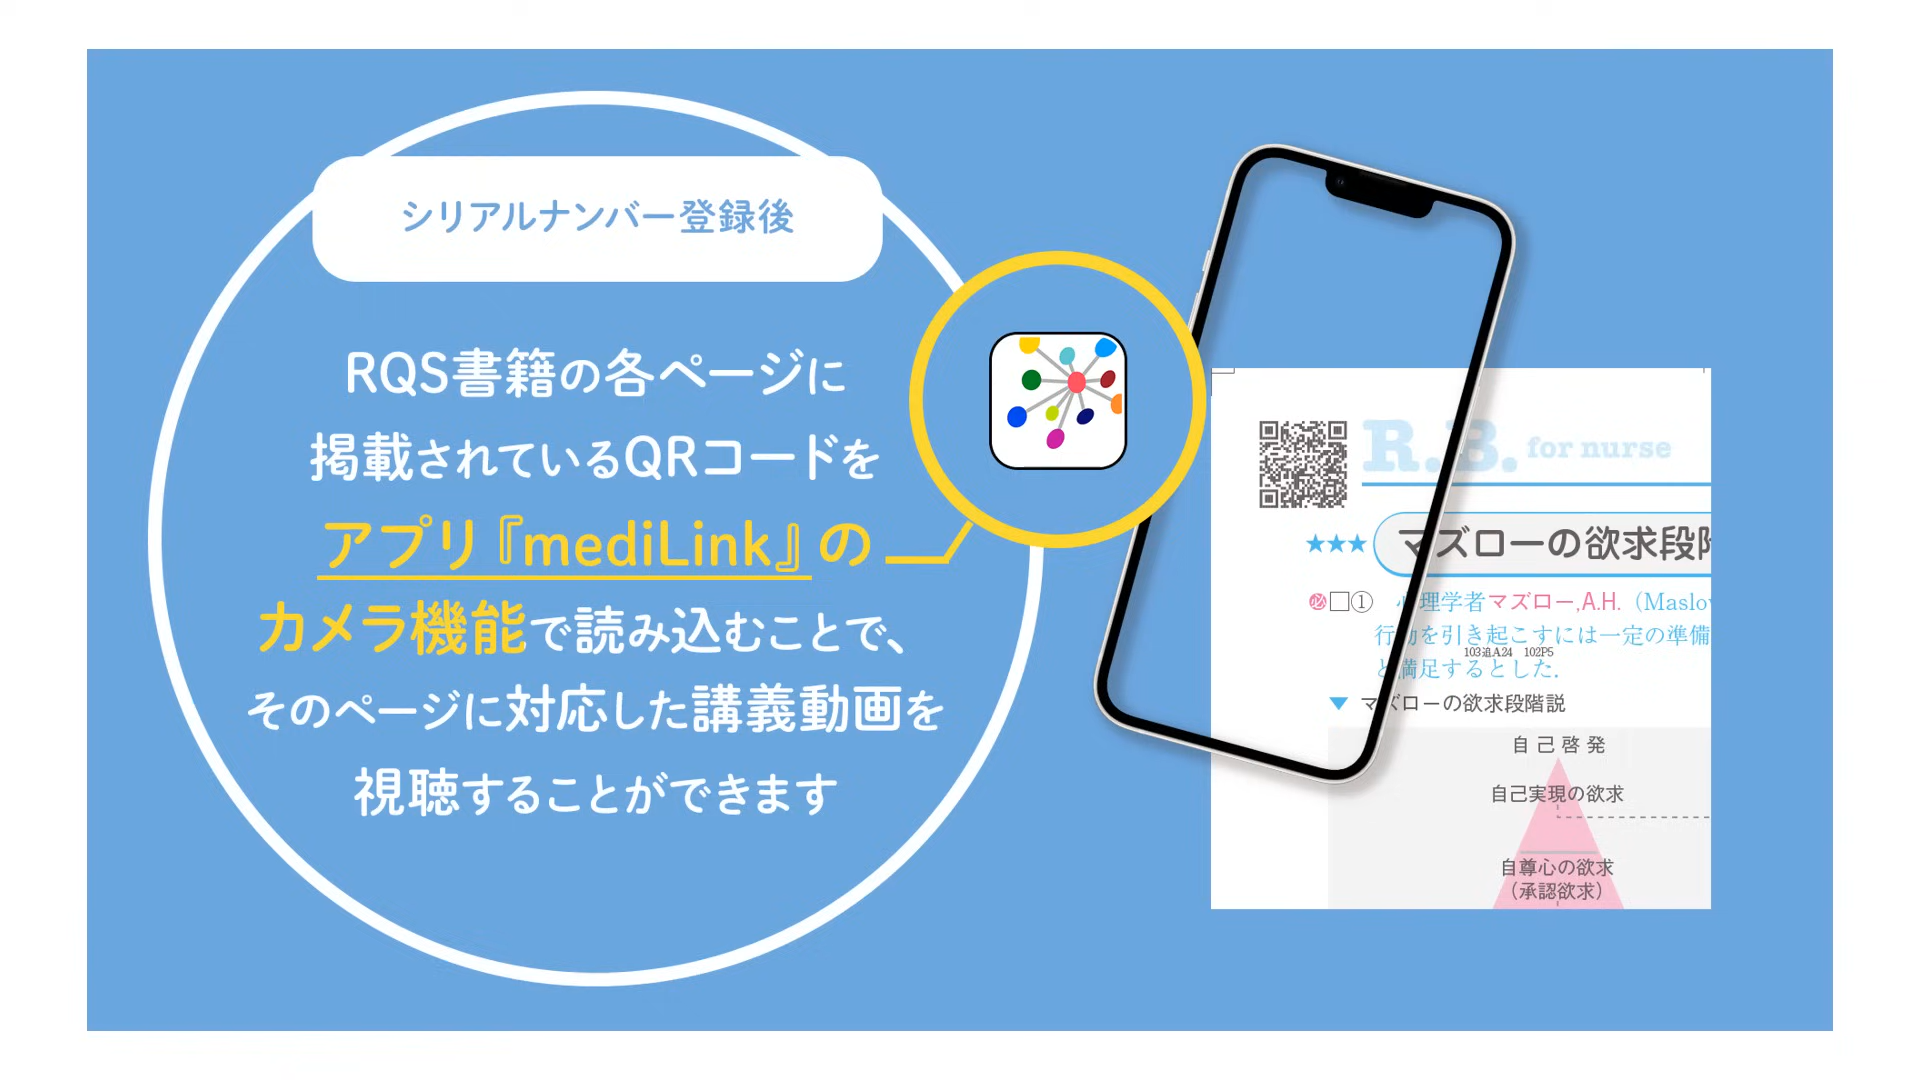 シリアルナンバー登録後
RQS書籍の各ページに
掲載されているQRコードを
アプリ『mediLink』の
カメラ機能で読み込むことで、
そのページに対応した講義動画を
視聴することができます
R.B. for nurse
★★★ マズローの欲求段階
必□① 心理学者マズロー,A.H.（Maslow
行動を引き起こすには一定の準備
103追A24 102P5
と満足するとした.
▼ マズローの欲求段階説
自己啓発
自己実現の欲求
自尊心の欲求
（承認欲求）